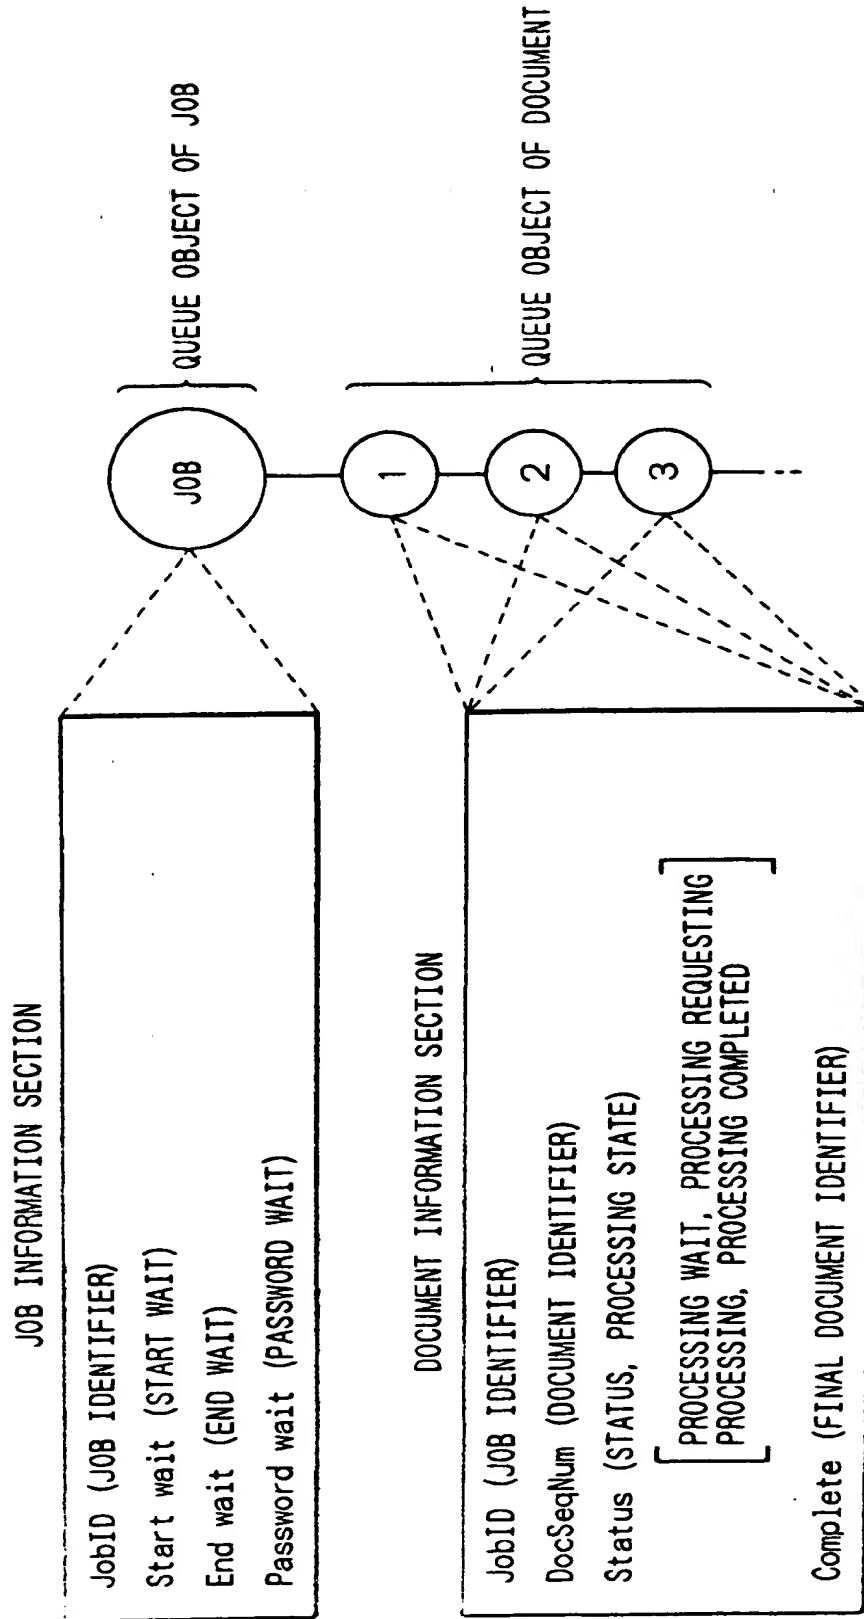 JOB INFORMATION SECTION
JobID (JOB IDENTIFIER)
Start wait (START WAIT)
End wait (END WAIT)
Password wait (PASSWORD WAIT)
JOB
QUEUE OBJECT OF JOB
DOCUMENT INFORMATION SECTION
JobID (JOB IDENTIFIER)
DocSeqNum (DOCUMENT IDENTIFIER)
Status (STATUS, PROCESSING STATE)
PROCESSING WAIT, PROCESSING REQUESTING
PROCESSING, PROCESSING COMPLETED
Complete (FINAL DOCUMENT IDENTIFIER)
1
2
3
QUEUE OBJECT OF DOCUMENT